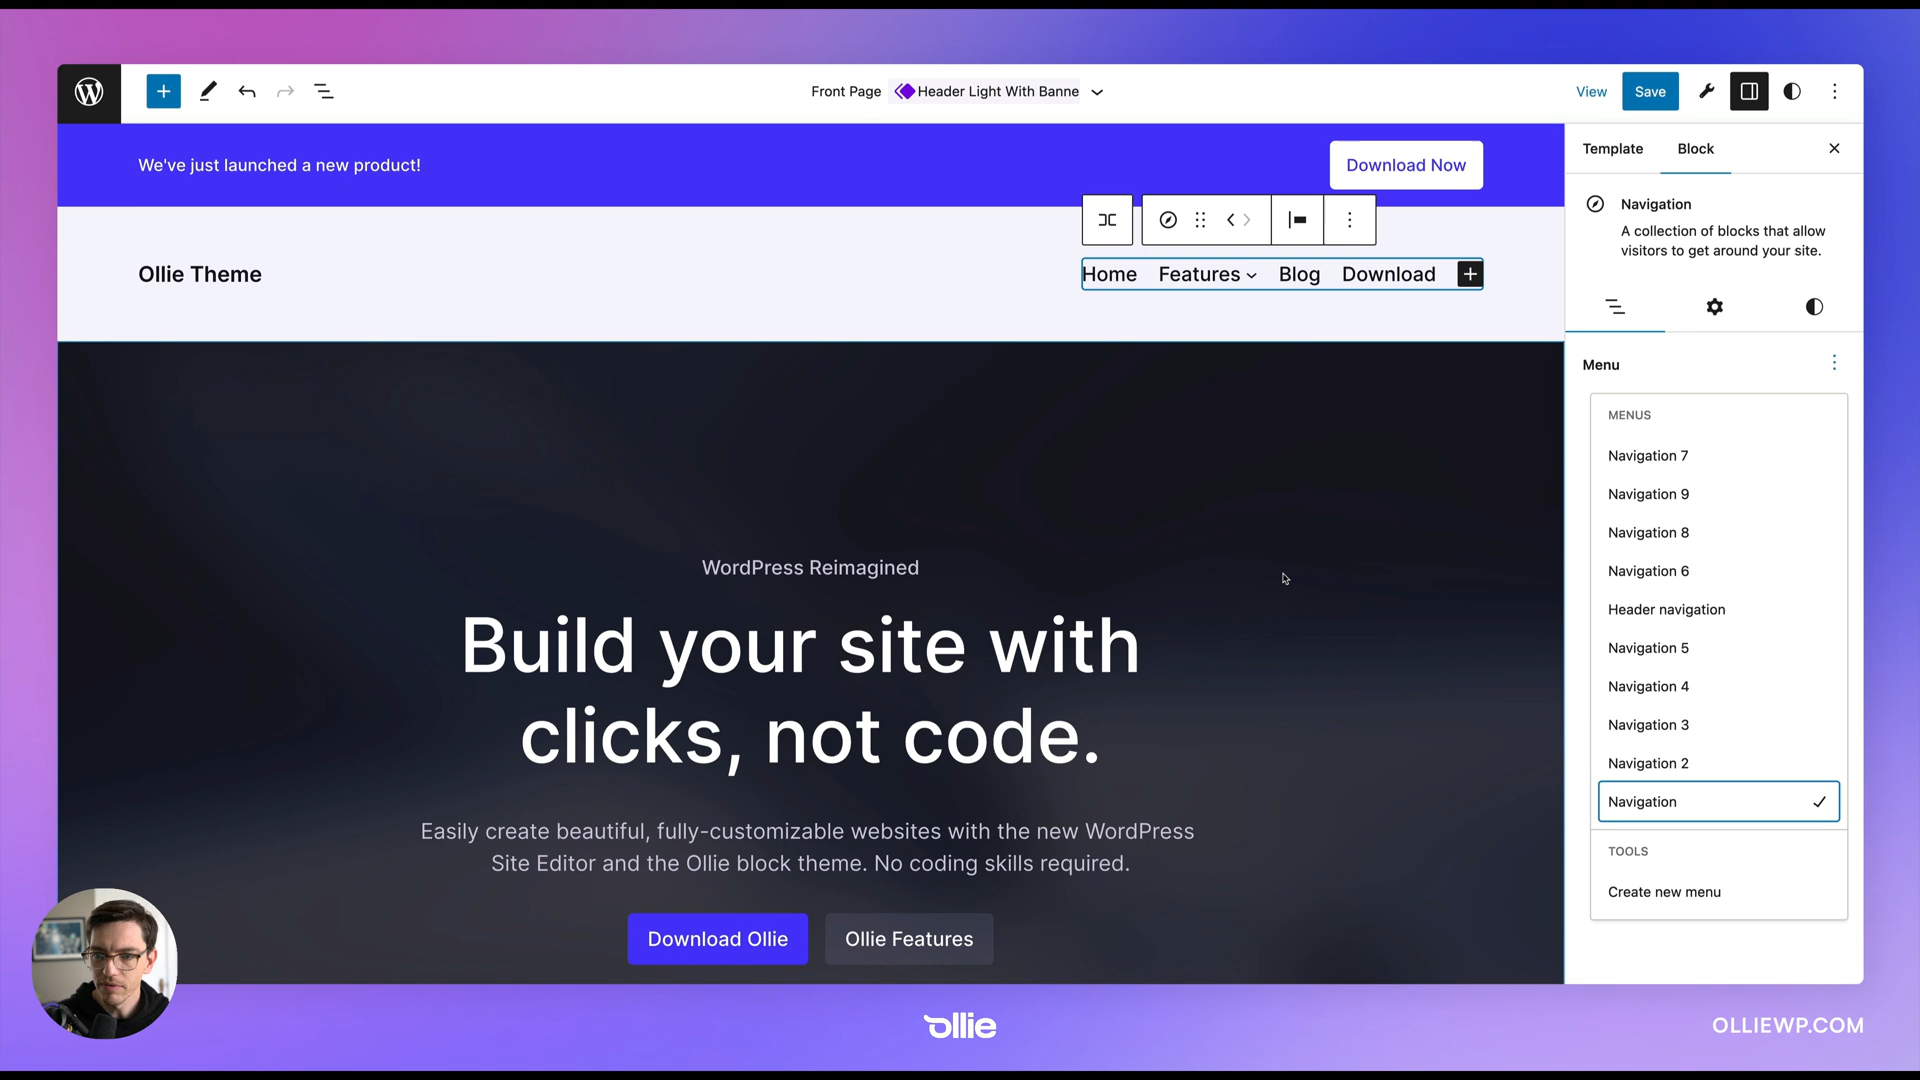 Front Page
Header Light With Banne
View
Save
We've just launched a new product!
Download Now
Template
Block
Navigation
A collection of blocks that allow
visitors to get around your site.
Ollie Theme
Home
Features
Blog
Download
Menu
MENUS
Navigation 7
Navigation 9
Navigation 8
Navigation 6
Header navigation
Navigation 5
Navigation 4
Navigation 3
Navigation 2
Navigation
TOOLS
Create new menu
WordPress Reimagined
Build your site with
clicks, not code.
Easily create beautiful, fully-customizable websites with the new WordPress
Site Editor and the Ollie block theme. No coding skills required.
Download Ollie
Ollie Features
ollie
OLLIEWP.COM